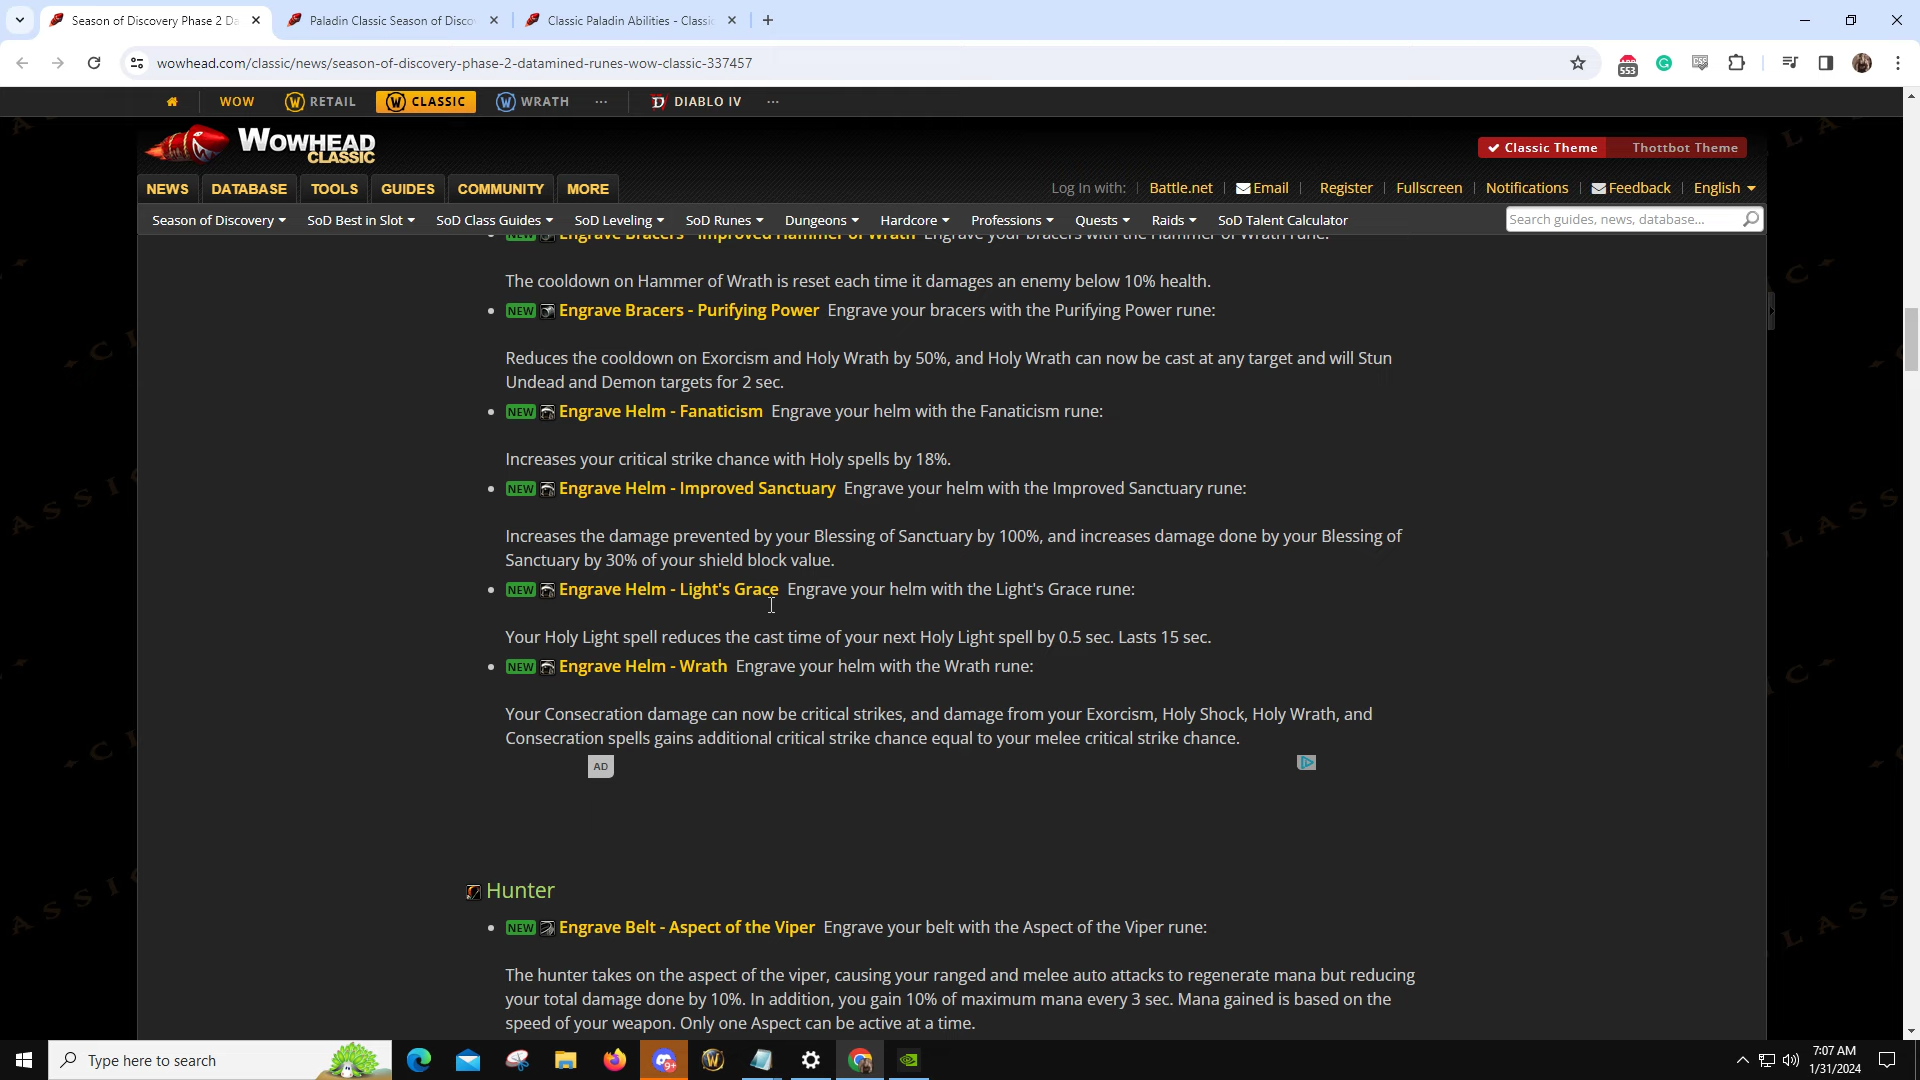 Season of Discovery Phase 2 Da
Paladin Classic Season of Disco
Classic Paladin Abilities - Classic
wowhead.com/classic/news/season-of-discovery-phase-2-datamined-runes-wow-classic-337457
553
WOW RETAIL CLASSIC WRATH ... DIABLO IV ...
WOWHEAD
CLASSIC
Classic Theme Thottbot Theme
NEWS DATABASE TOOLS GUIDES COMMUNITY MORE
Log In with: Battle.net Email Register Fullscreen Notifications Feedback English
Season of Discovery SoD Best in Slot SoD Class Guides SoD Leveling SoD Runes Dungeons Hardcore Professions Quests Raids SoD Talent Calculator
Search guides, news, database...
NEW Engrave Bracers - Improved Hammer of Wrath Engrave your bracers with the Hammer of Wrath rune:
The cooldown on Hammer of Wrath is reset each time it damages an enemy below 10% health.
NEW Engrave Bracers - Purifying Power Engrave your bracers with the Purifying Power rune:
Reduces the cooldown on Exorcism and Holy Wrath by 50%, and Holy Wrath can now be cast at any target and will Stun
Undead and Demon targets for 2 sec.
NEW Engrave Helm - Fanaticism Engrave your helm with the Fanaticism rune:
Increases your critical strike chance with Holy spells by 18%.
NEW Engrave Helm - Improved Sanctuary Engrave your helm with the Improved Sanctuary rune:
Increases the damage prevented by your Blessing of Sanctuary by 100%, and increases damage done by your Blessing of
Sanctuary by 30% of your shield block value.
NEW Engrave Helm - Light's Grace Engrave your helm with the Light's Grace rune:
Your Holy Light spell reduces the cast time of your next Holy Light spell by 0.5 sec. Lasts 15 sec.
NEW Engrave Helm - Wrath Engrave your helm with the Wrath rune:
Your Consecration damage can now be critical strikes, and damage from your Exorcism, Holy Shock, Holy Wrath, and
Consecration spells gains additional critical strike chance equal to your melee critical strike chance.
AD
Hunter
NEW Engrave Belt - Aspect of the Viper Engrave your belt with the Aspect of the Viper rune:
The hunter takes on the aspect of the viper, causing your ranged and melee auto attacks to regenerate mana but reducing
your total damage done by 10%. In addition, you gain 10% of maximum mana every 3 sec. Mana gained is based on the
speed of your weapon. Only one Aspect can be active at a time.
Type here to search
7:07 AM
1/31/2024